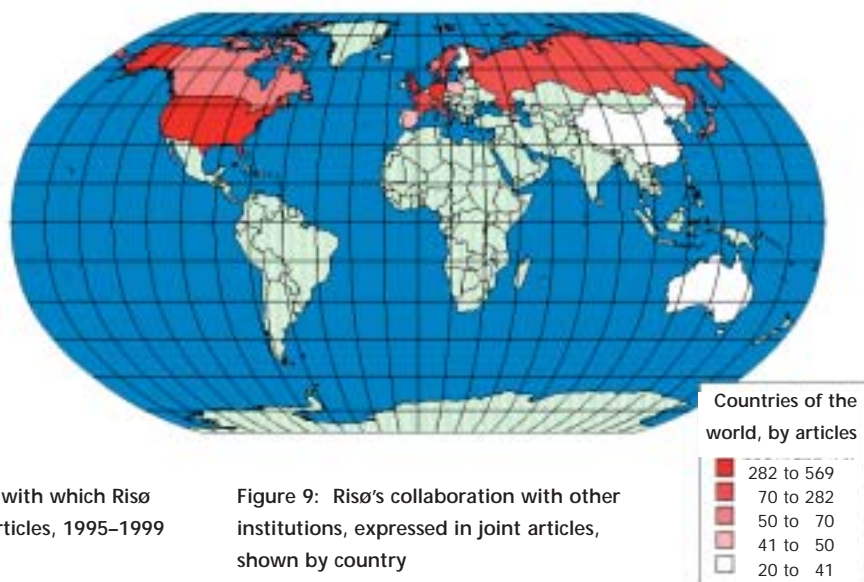 with which Risø
rticles, 1995–1999
Figure 9: Risø's collaboration with other
institutions, expressed in joint articles,
shown by country
Countries of the
world, by articles
282 to 569
70 to 282
50 to 70
41 to 50
20 to 41